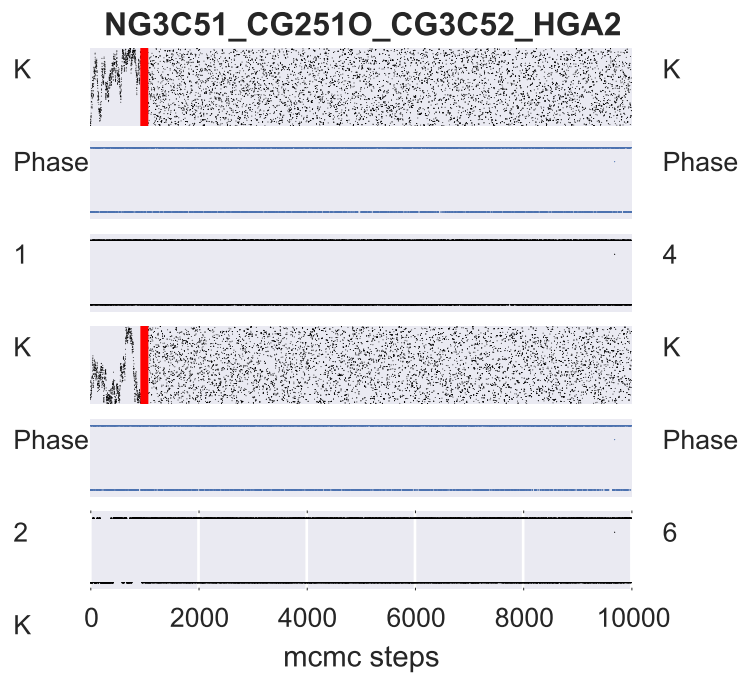 NG3C51_CG251O_CG3C52_HGA2
K K
Phase Phase
1 4
K K
Phase Phase
2 6
K 0 2000 4000 6000 8000 10000
mcmc steps